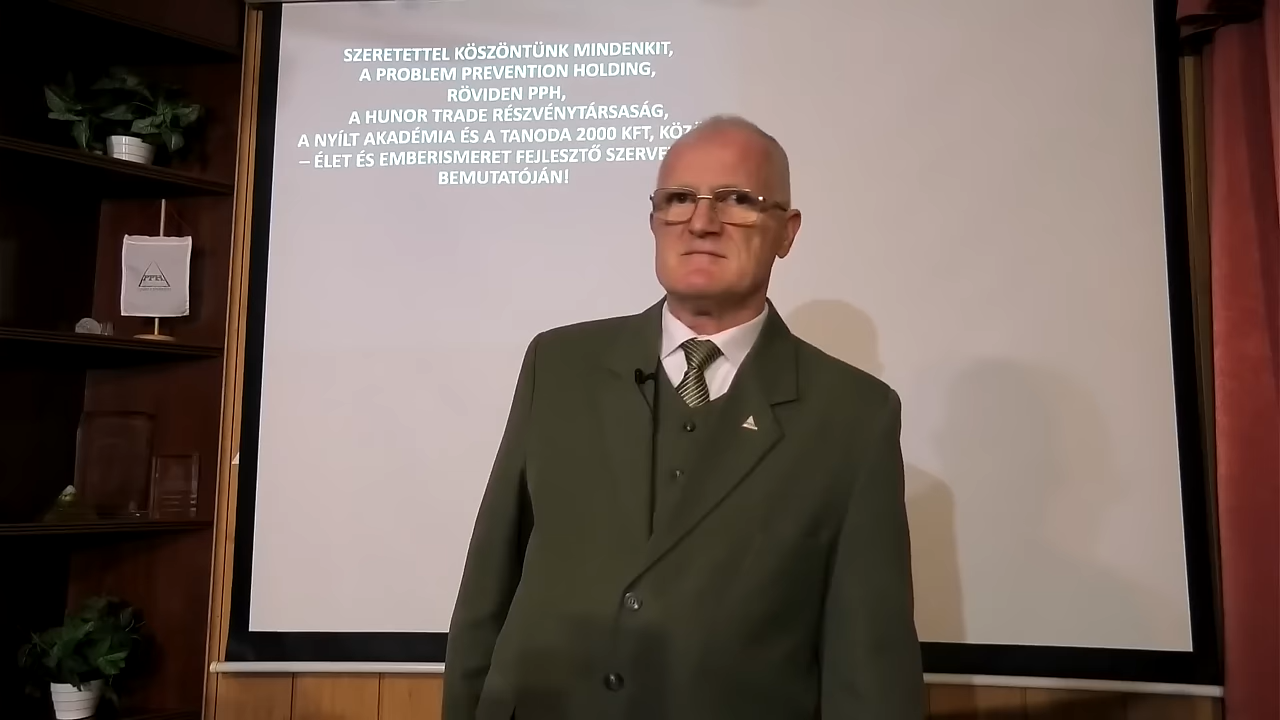 SZERETETTEL KÖSZÖNTÜNK MINDENKIT,
A PROBLEM PREVENTION HOLDING,
RÖVIDEN PPH,
A HUNOR TRADE RÉSZVÉNYTÁRSASÁG,
A NYÍLT AKADÉMIA ÉS A TANODA 2000 KFT,
– ÉLET ÉS EMBERISMERET FEJLESZTŐ
BEMUTATÓJÁN!